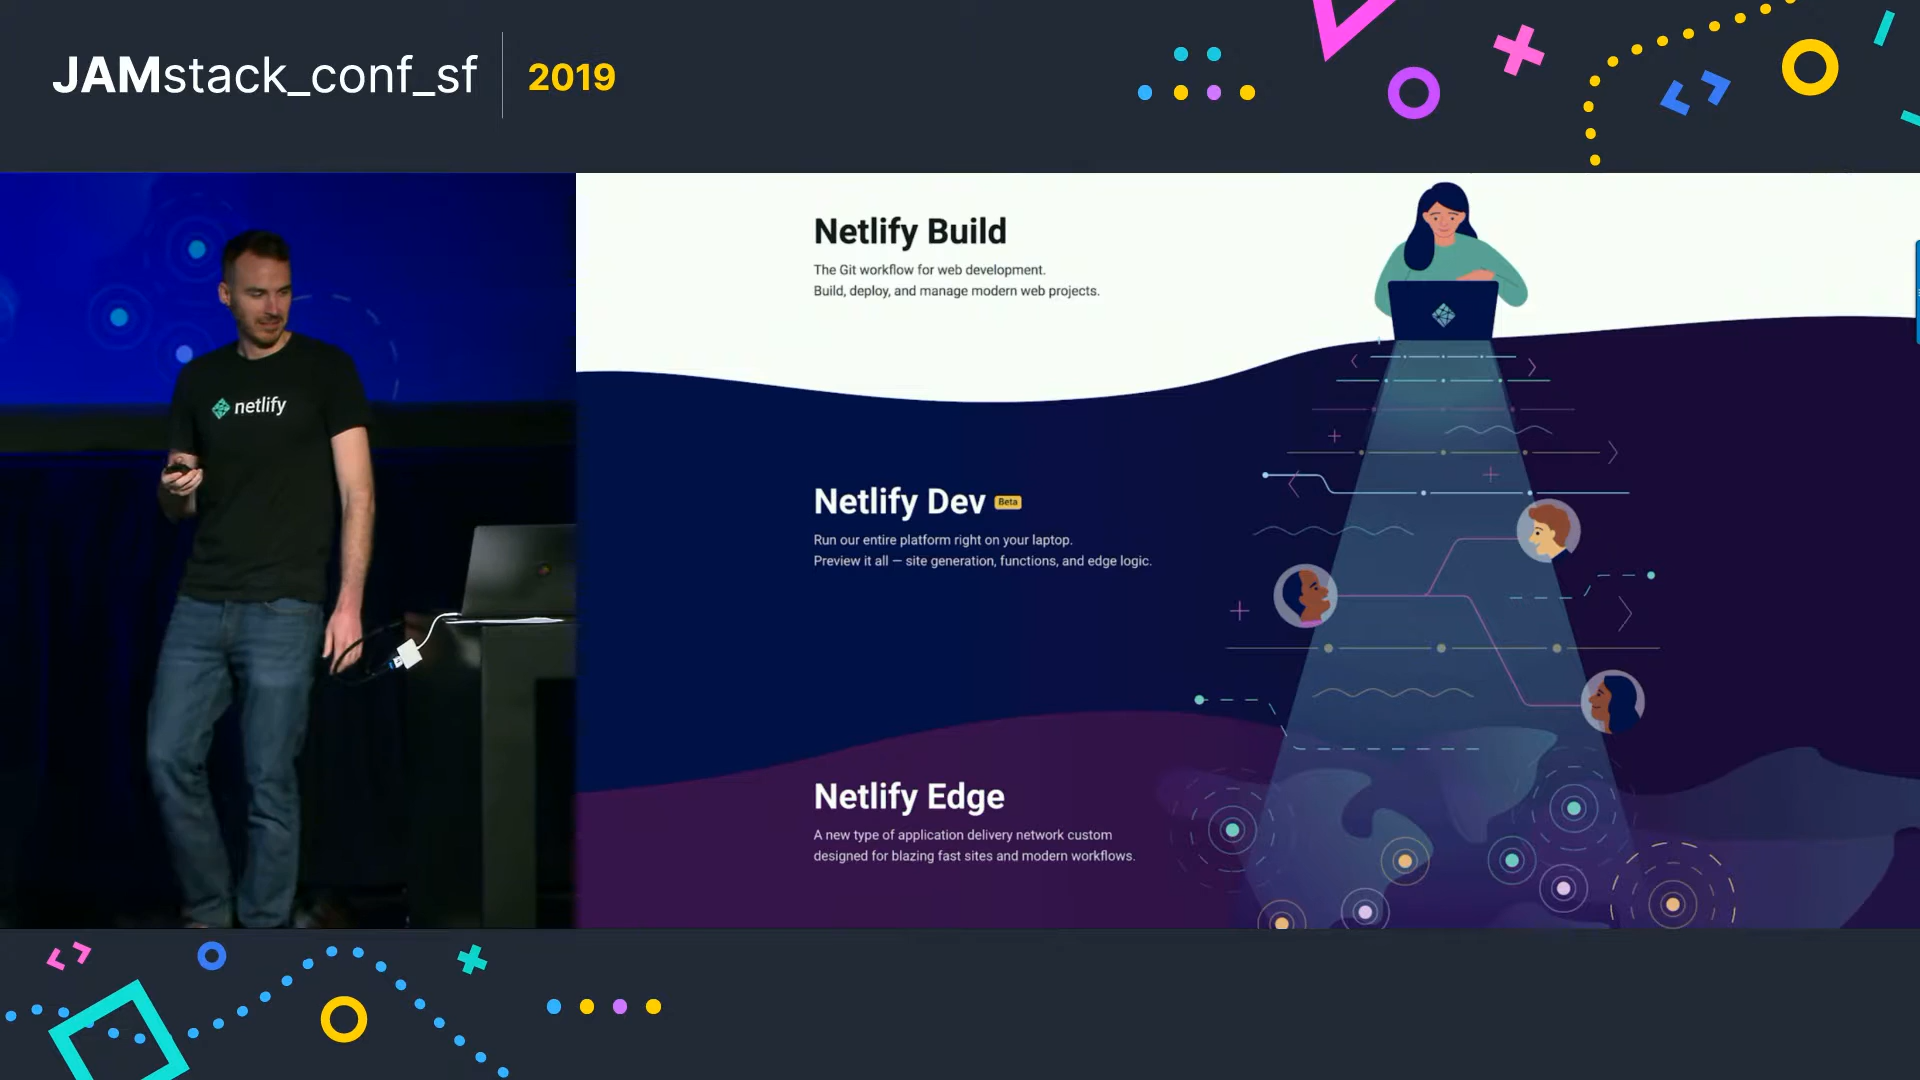 JAMstack_conf_sf
2019
netlify
Netlify Build
The Git workflow for web development.
Build, deploy, and manage modern web projects.
Netlify Dev Beta
Run our entire platform right on your laptop.
Preview it all — site generation, functions, and edge logic.
Netlify Edge
A new type of application delivery network custom
designed for blazing fast sites and modern workflows.